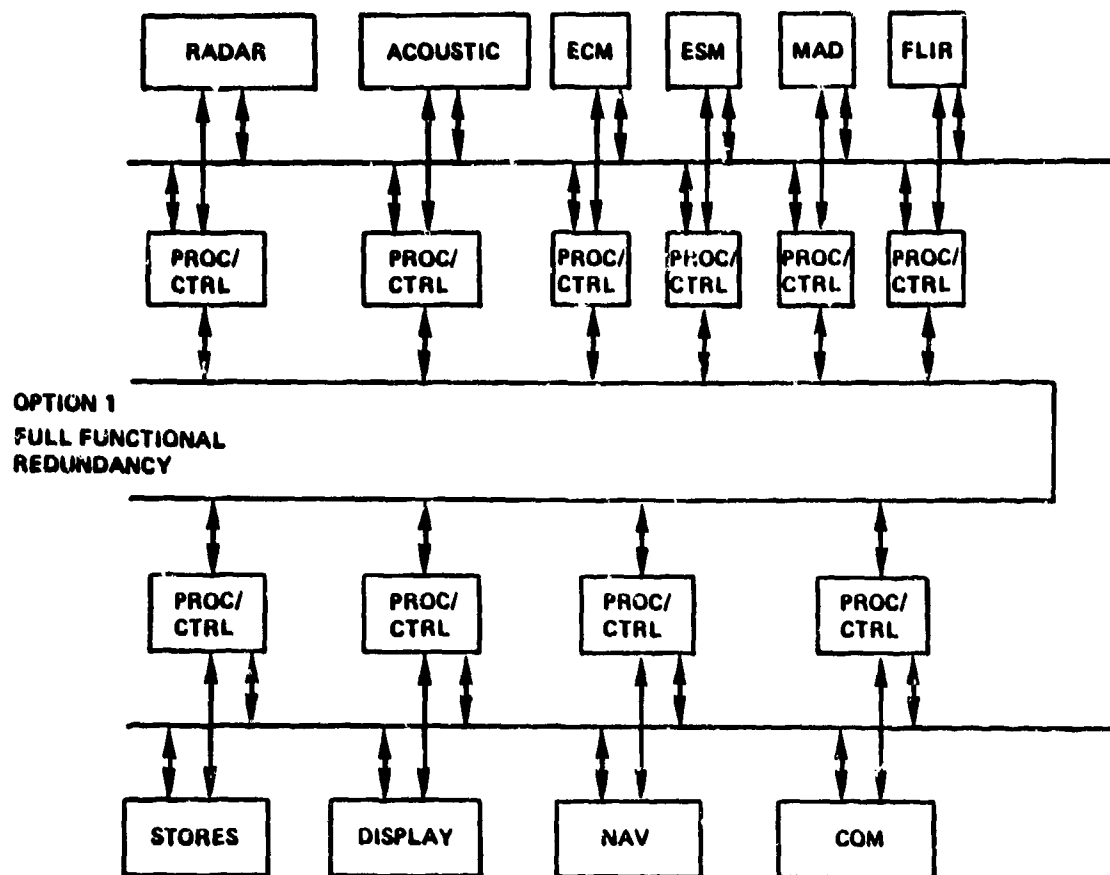 RADAR
ACOUSTIC
ECM
ESM
MAD
FLIR
PROC/
CTRL
PROC/
CTRL
PROC/
CTRL
PROC/
CTRL
PROC/
CTRL
PROC/
CTRL
OPTION 1
FULL FUNCTIONAL
REDUNDANCY
PROC/
CTRL
PROC/
CTRL
PROC/
CTRL
PROC/
CTRL
STORES
DISPLAY
NAV
COM